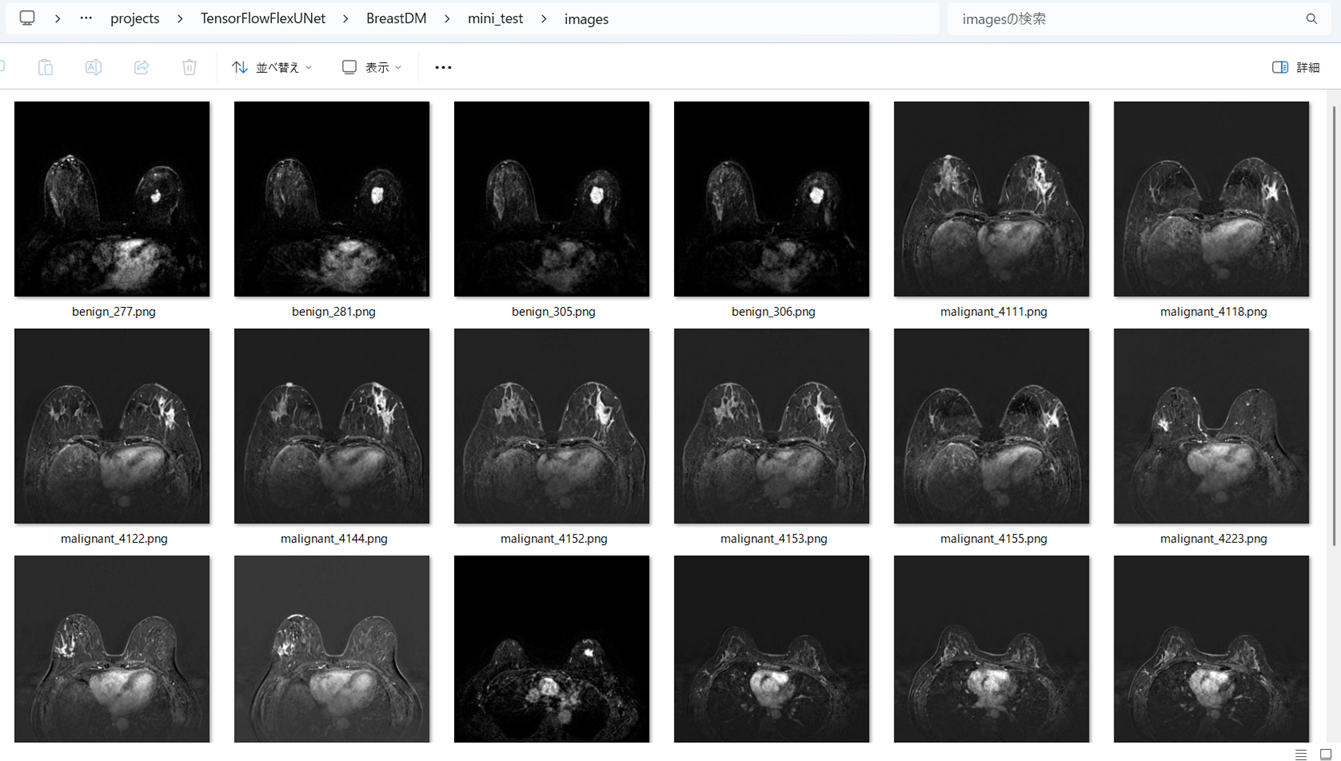 … projects TensorFlowFlexUNet BreastDM mini_test images
imagesの検索
並べ替え 表示 … 詳細
benign_277.png benign_281.png benign_305.png benign_306.png malignant_4111.png malignant_4118.png
malignant_4122.png malignant_4144.png malignant_4152.png malignant_4153.png malignant_4155.png malignant_4223.png